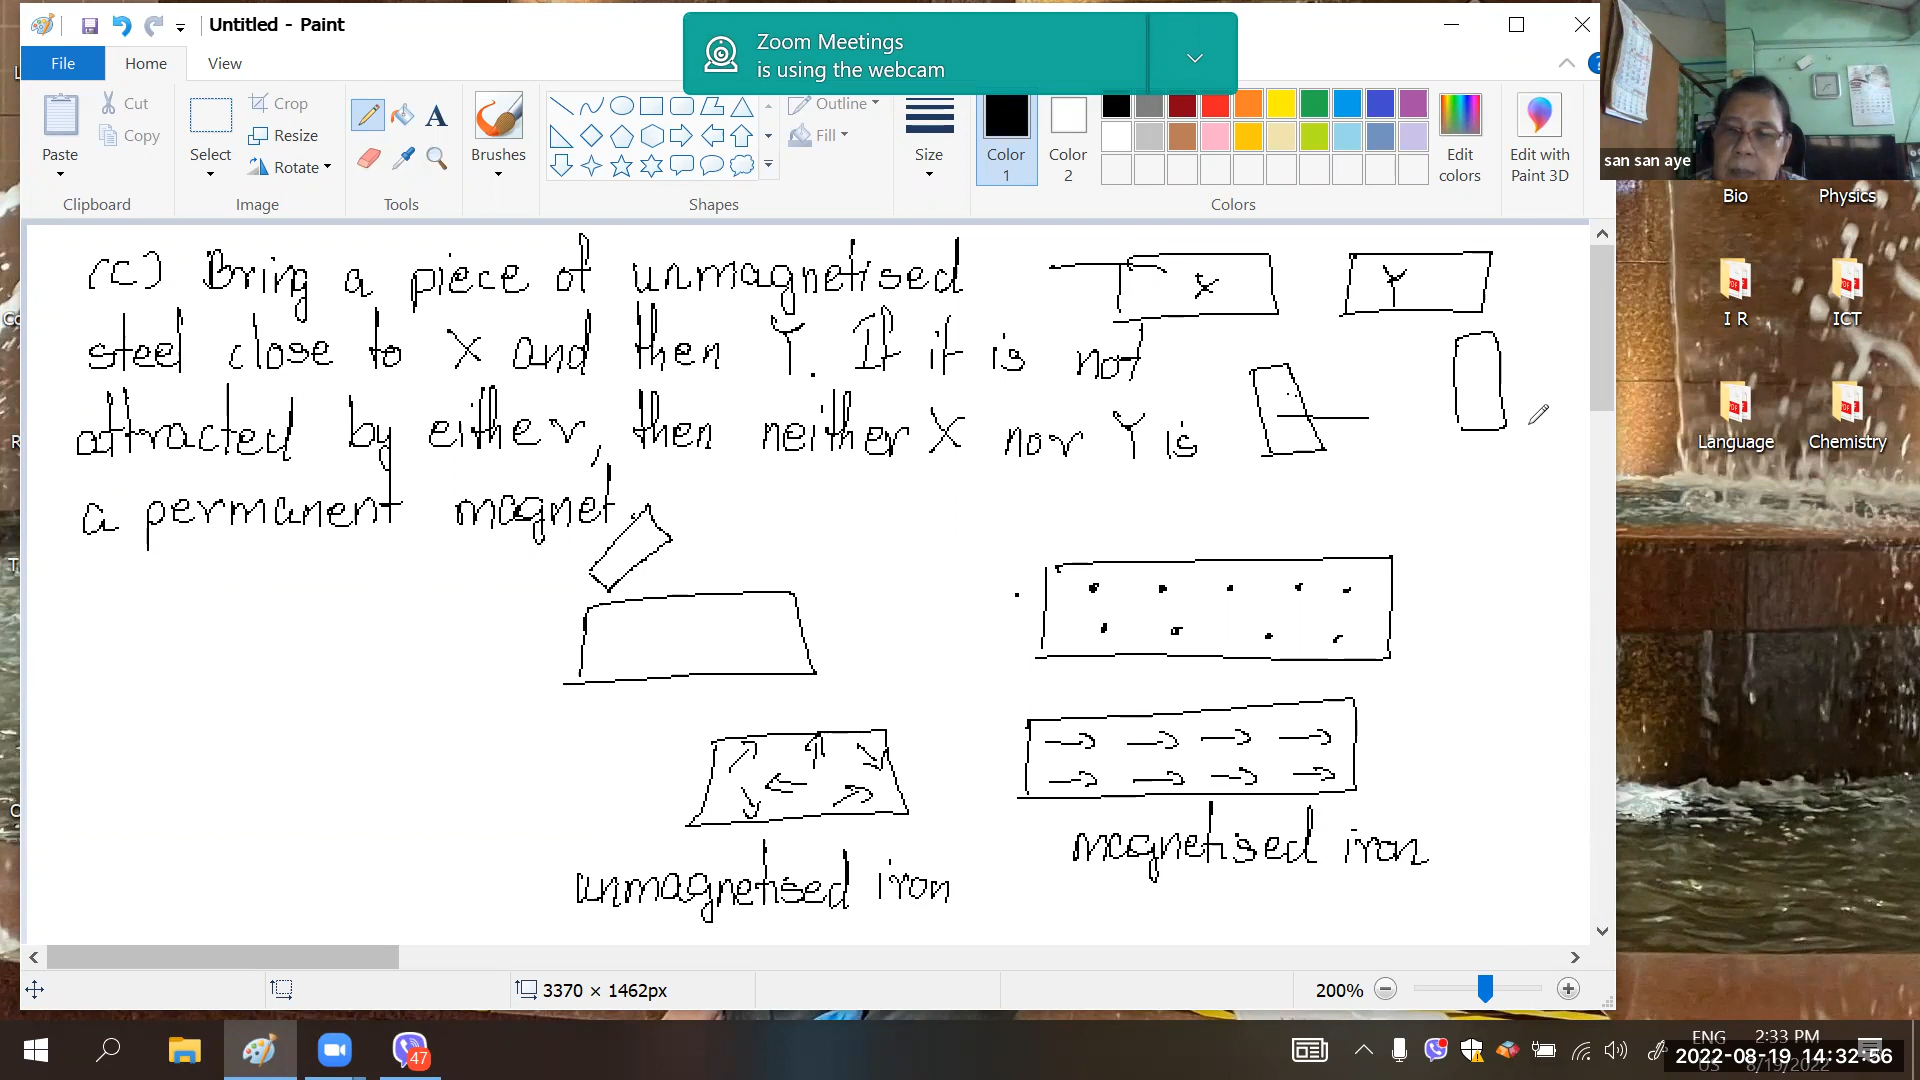 Untitled - Paint
Zoom Meetings
is using the webcam
File
Home
View
Cut
Copy
Paste
Clipboard
Crop
Resize
Rotate
Select
Image
A
Tools
Brushes
Outline
Fill
Shapes
Size
Color
1
Color
2
Edit
colors
Edit with
Paint 3D
Colors
san san aye
Bio
Physics
I R
ICT
Language
Chemistry
(C) Bring a piece of unmagnetised
steel close to X and then Y. If it is not
attracted by either, then neither X nor Y is
a permanent magnet
X
Y
unmagnetised iron
magnetised iron
3370 × 1462px
200%
47
ENG
US
2:33 PM
8/19/2022
2022-08-19 14:32:56